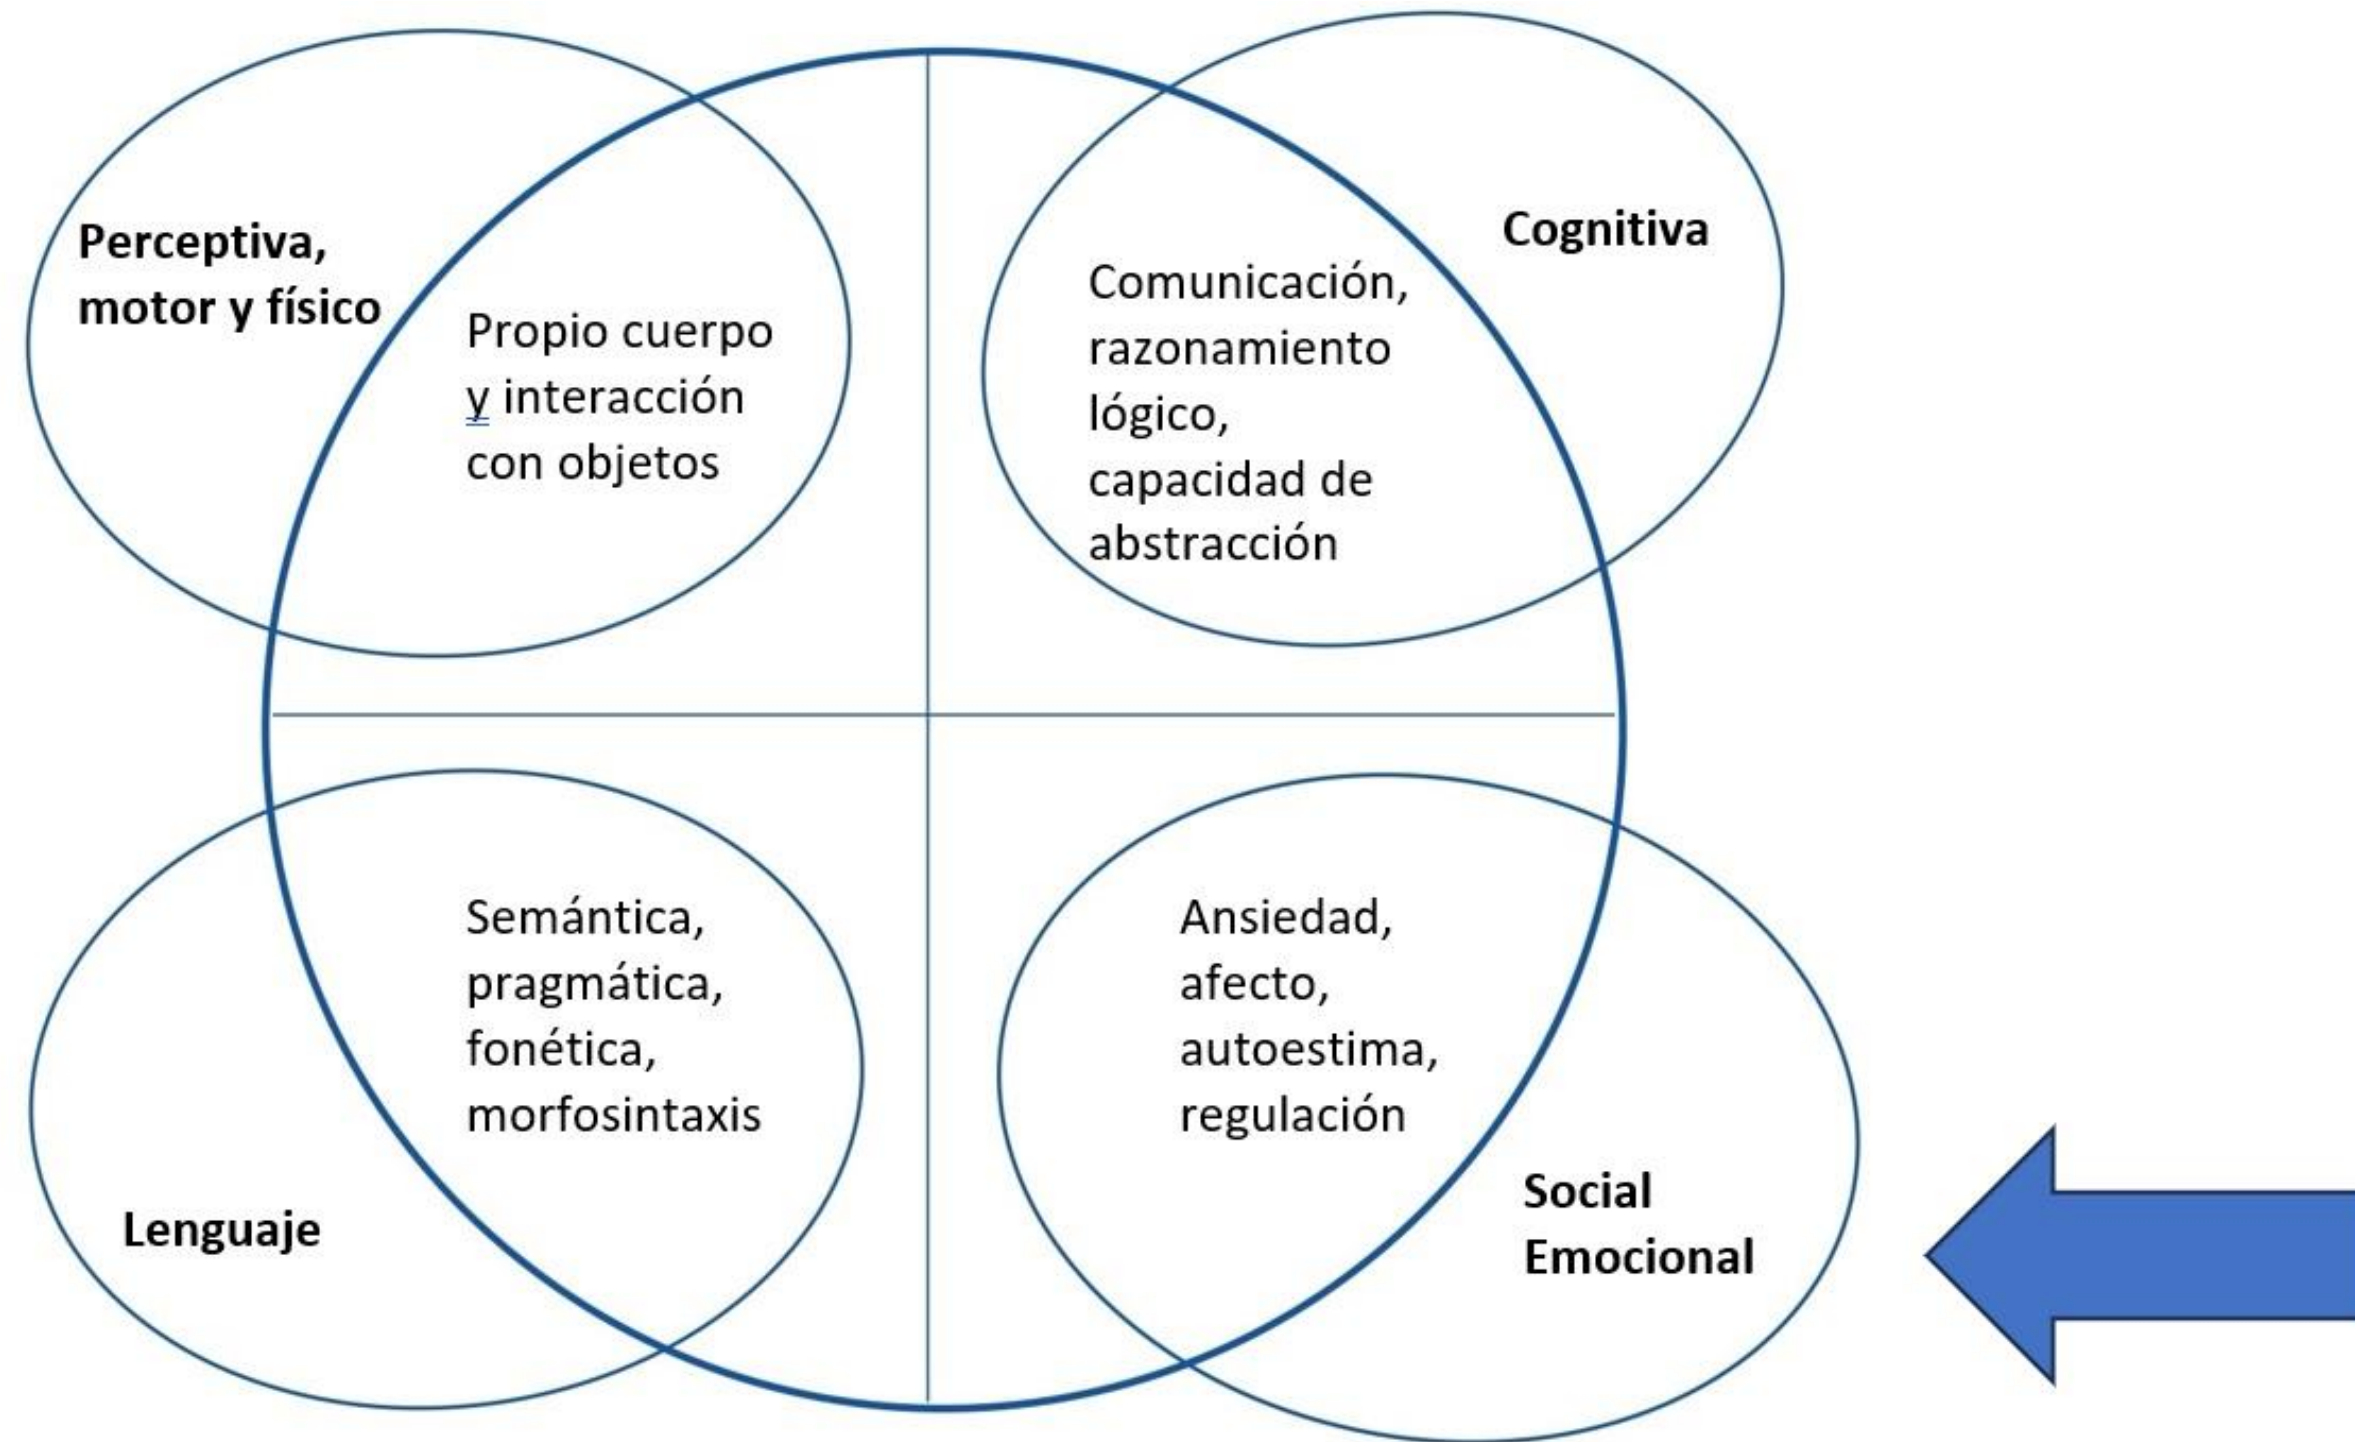 Perceptiva,
motor y físico
Propio cuerpo
y interacción
con objetos
Cognitiva
Comunicación,
razonamiento
lógico,
capacidad de
abstracción
Semántica,
pragmática,
fonética,
morfosintaxis
Lenguaje
Ansiedad,
afecto,
autoestima,
regulación
Social
Emocional